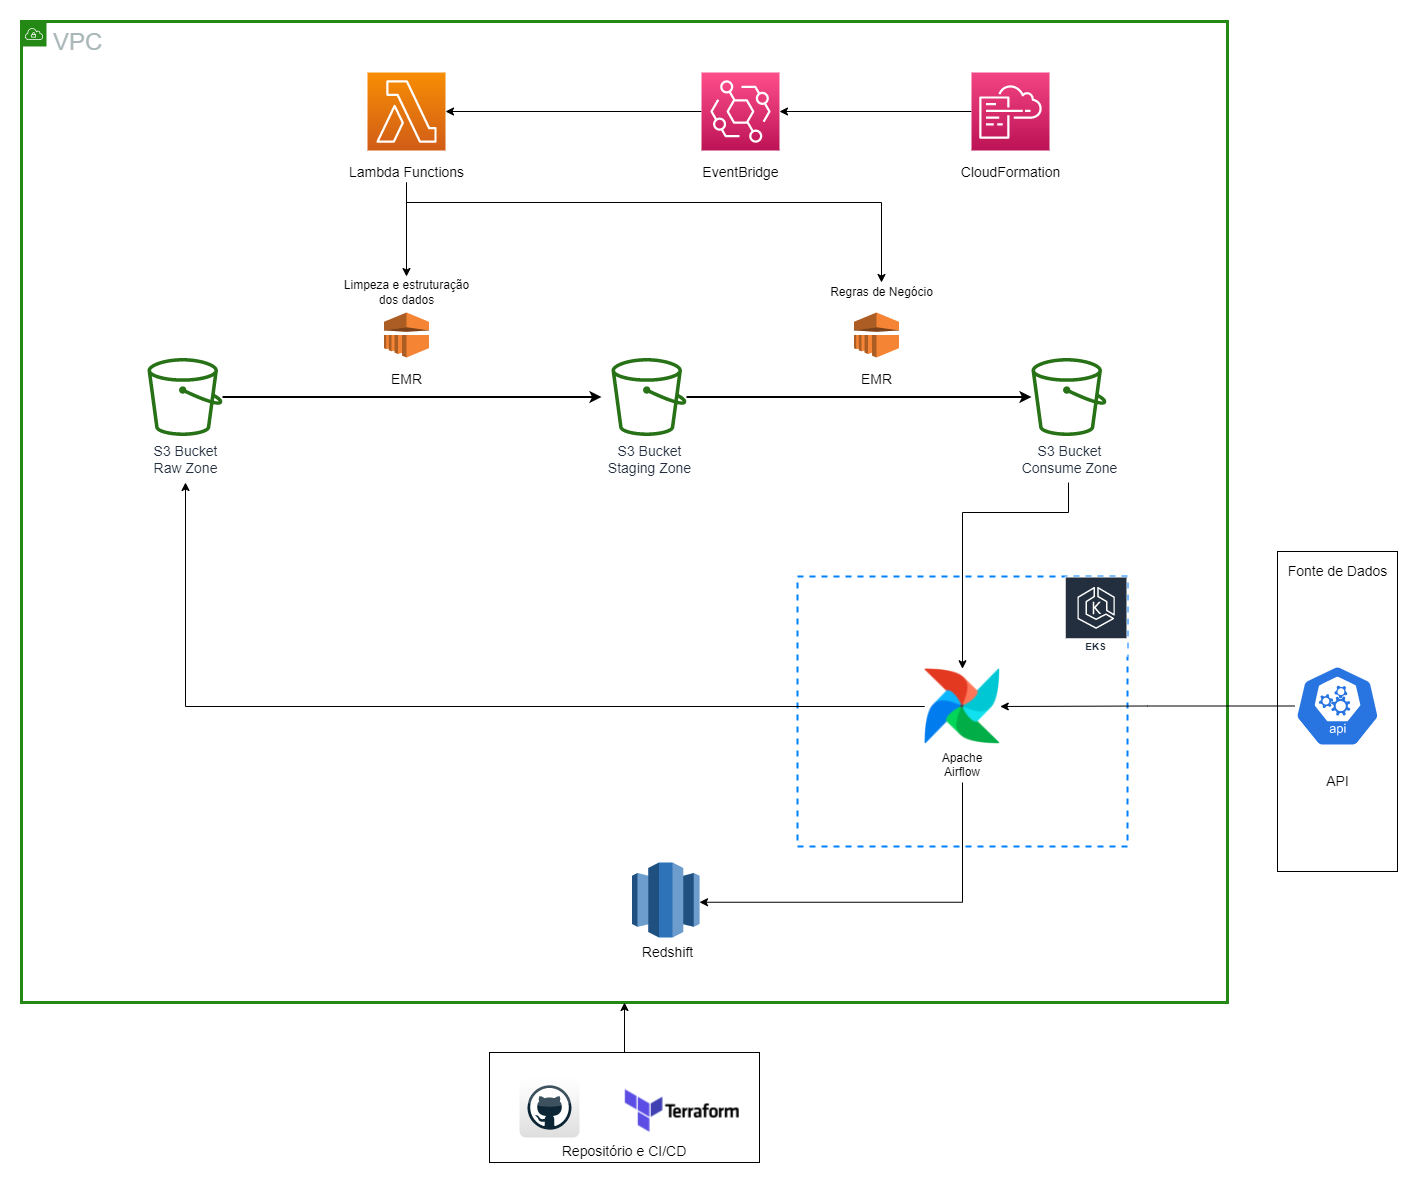 VPC
Lambda Functions
EventBridge
CloudFormation
Limpeza e estruturação
dos dados
Regras de Negócio
EMR
EMR
S3 Bucket
Raw Zone
S3 Bucket
Staging Zone
S3 Bucket
Consume Zone
Fonte de Dados
K
EKS
api
API
Apache
Airflow
Redshift
Terraform
Repositório e CI/CD